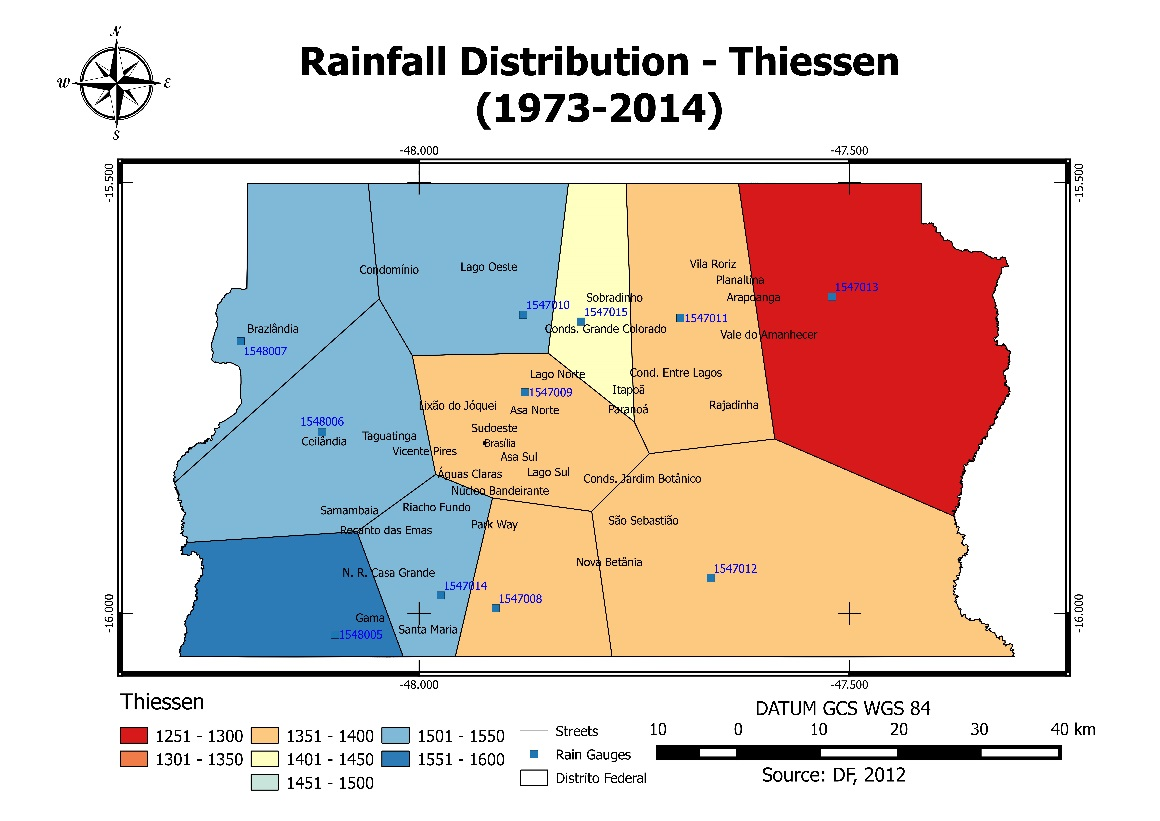 N
W E
S
Rainfall Distribution - Thiessen
(1973-2014)
-48.000 -47.500
-15.500 -15.500
Vila Roriz
Condomínio Lago Oeste
Planaltina
1547013
Sobradinho Arapoanga
1547010
1547015
1547011
Brazlândia Conds. Grande Colorado
Vale do Amanhecer
1548007
Lago Norte Cond. Entre Lagos
Itapoã
1547009
Lixão do Jóquei Asa Norte Paranoá Rajadinha
1548006
Sudoeste
Ceilândia Taguatinga
Brasília
Vicente Pires
Asa Sul
Águas Claras Lago Sul
Conds. Jardim Botânico
Núcleo Bandeirante
Samambaia Riacho Fundo
Park Way São Sebastião
Recanto das Emas
Nova Betânia
N. R. Casa Grande 1547012
1547014
1547008
-16.000 -16.000
Gama
Santa Maria
1548005
-48.000 -47.500
Thiessen
1251 - 1300 1351 - 1400 1501 - 1550
1301 - 1350 1401 - 1450 1551 - 1600
1451 - 1500
Streets
Rain Gauges
Distrito Federal
DATUM GCS WGS 84
10 0 10 20 30 40 km
Source: DF, 2012